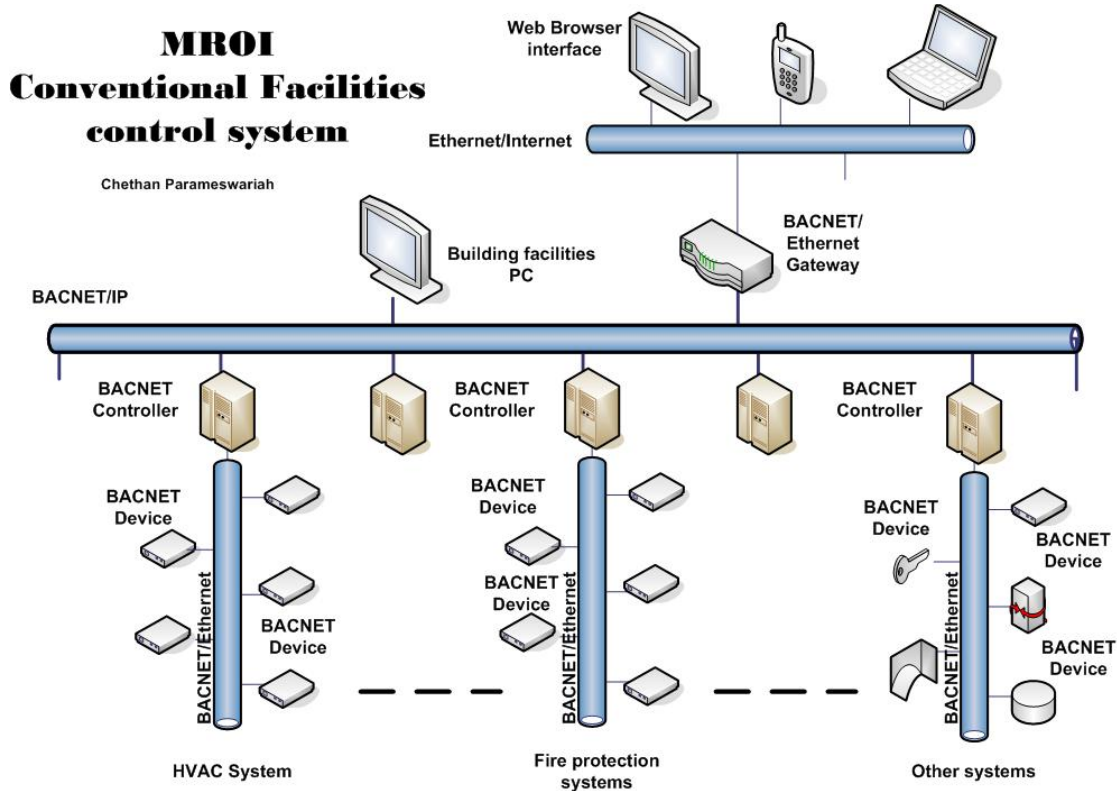 MROI
Conventional Facilities
control system
Chethan Parameswariah
Web Browser
interface
Ethernet/Internet
BACNET/
Ethernet
Gateway
Building facilities
PC
BACNET/IP
BACNET
Controller
BACNET
Controller
BACNET
Controller
BACNET
Device
BACNET
Device
BACNET/Ethernet
BACNET
Device
BACNET
Device
BACNET/Ethernet
BACNET
Device
BACNET
Device
BACNET
Device
BACNET/Ethernet
HVAC System
Fire protection
systems
Other systems